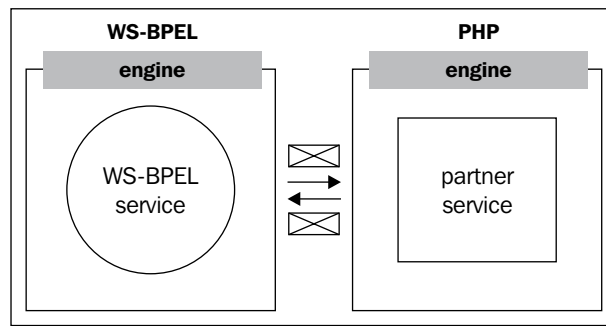 WS-BPEL
engine
WS-BPEL
service
PHP
engine
partner
service